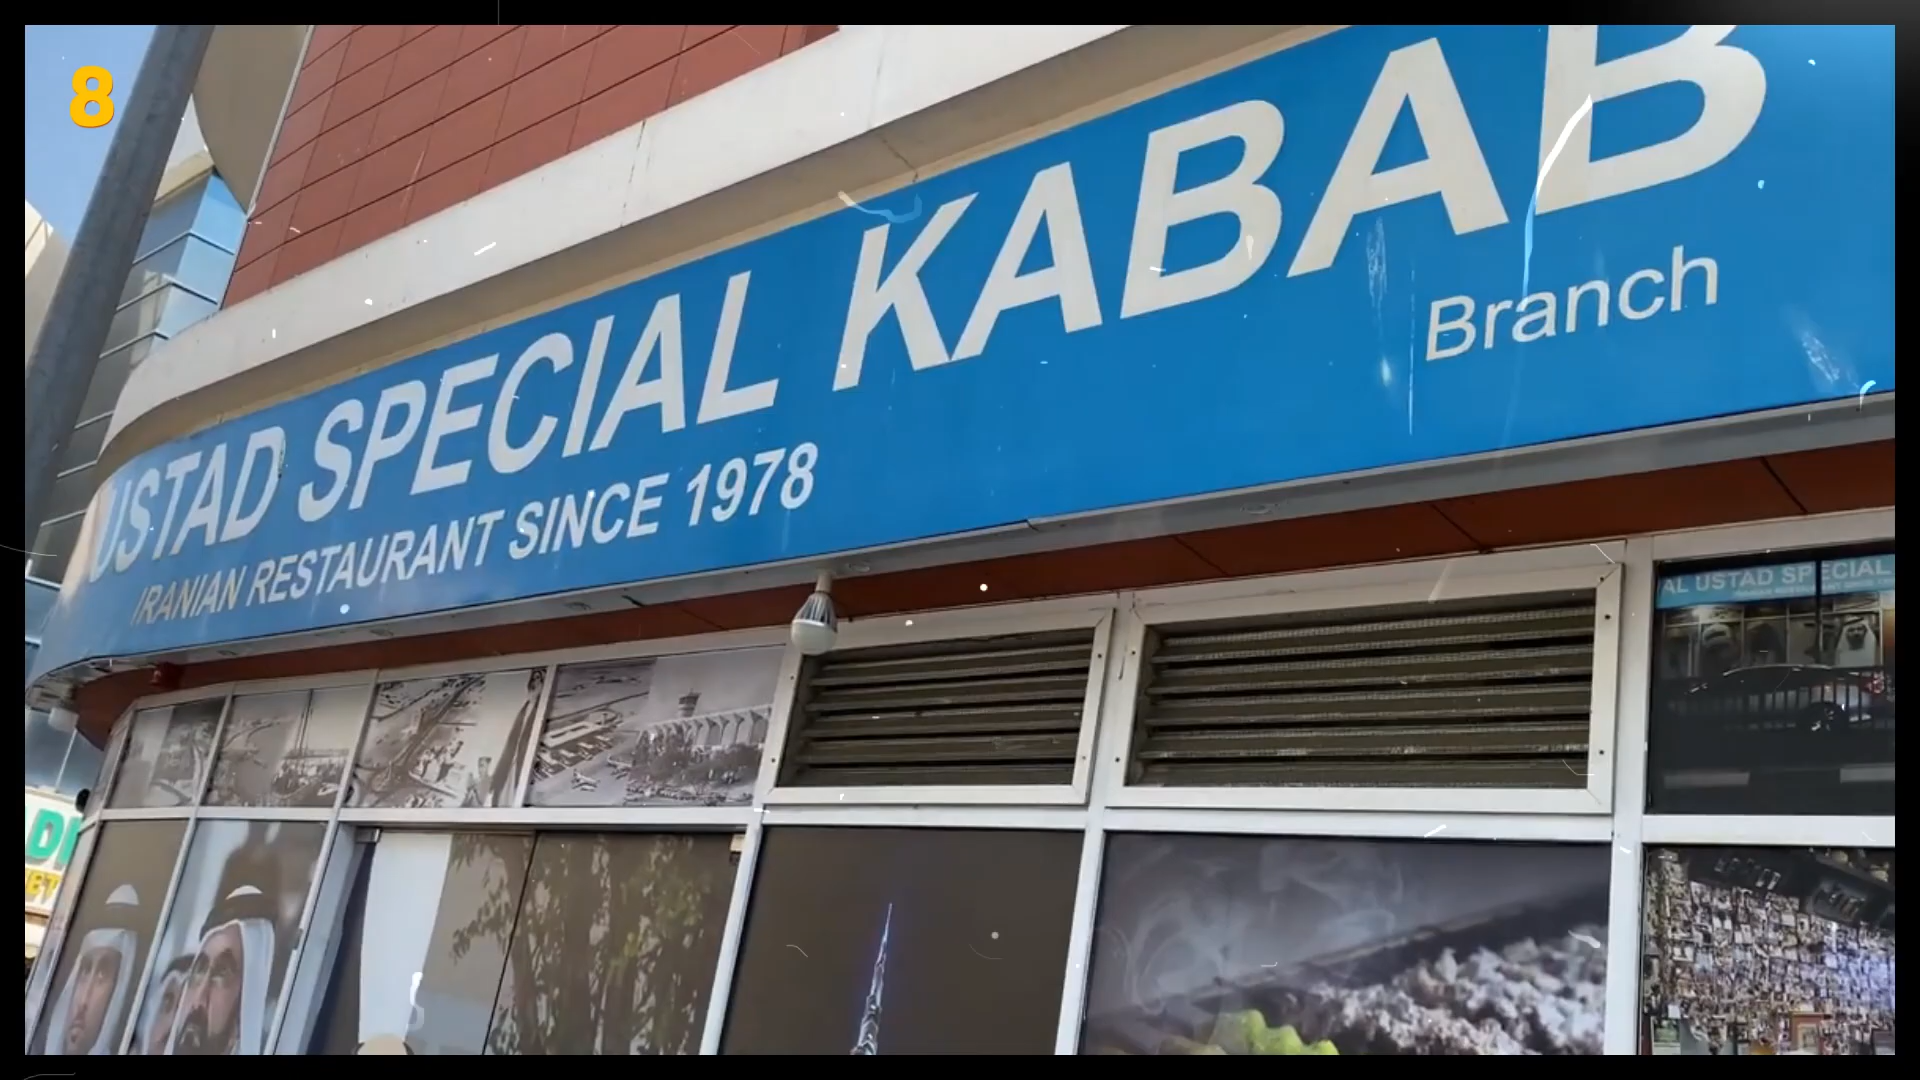 8
USTAD SPECIAL KABAB
Branch
IRANIAN RESTAURANT SINCE 1978
AL USTAD SPECIAL